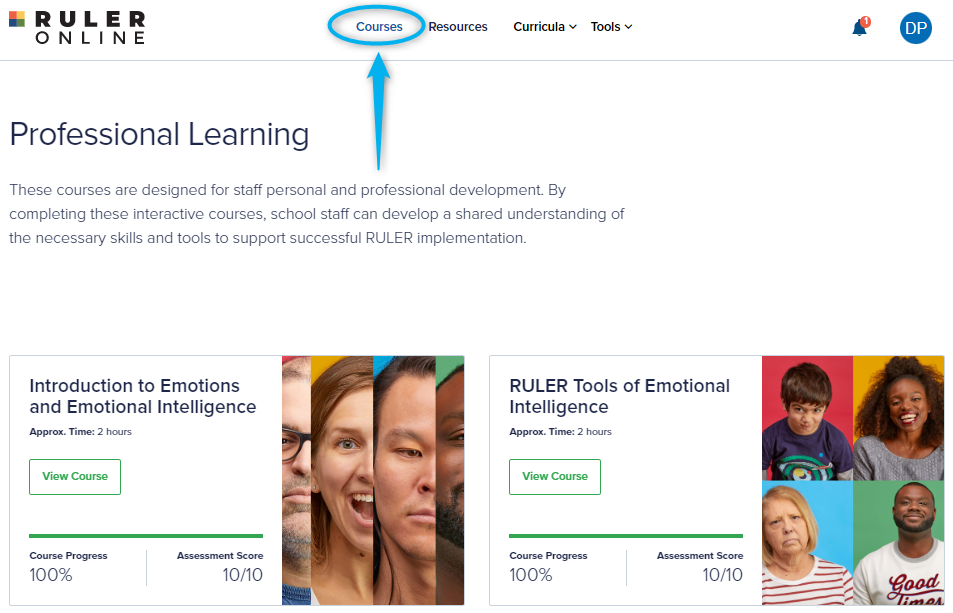 RULER
ONLINE
Courses Resources Curricula Tools 1 DP
Professional Learning
These courses are designed for staff personal and professional development. By
completing these interactive courses, school staff can develop a shared understanding of
the necessary skills and tools to support successful RULER implementation.
Introduction to Emotions
and Emotional Intelligence
Approx. Time: 2 hours
View Course
Course Progress Assessment Score
100% 10/10
RULER Tools of Emotional
Intelligence
Approx. Time: 2 hours
View Course
Course Progress Assessment Score
100% 10/10
Good
Times